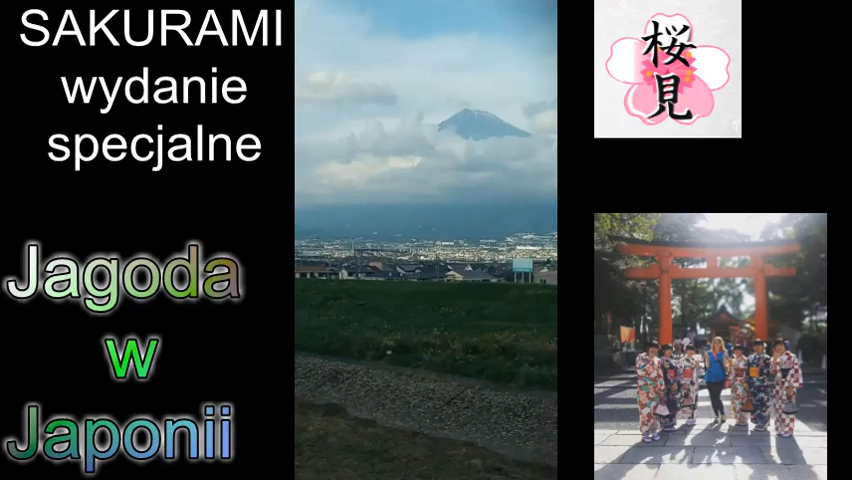 SAKURAMI
wydanie
specjalne
Jagoda
w
Japonii
桜
見